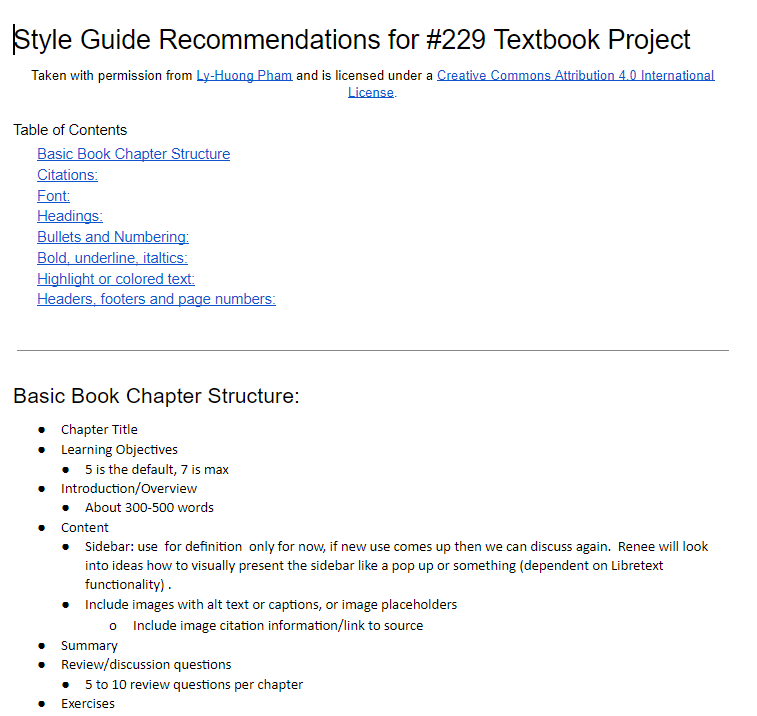 Style Guide Recommendations for #229 Textbook Project
Taken with permission from Ly-Huong Pham and is licensed under a Creative Commons Attribution 4.0 International
License.
Table of Contents
Basic Book Chapter Structure
Citations:
Font:
Headings:
Bullets and Numbering:
Bold, underline, italtics:
Highlight or colored text:
Headers, footers and page numbers:
Basic Book Chapter Structure:
● Chapter Title
● Learning Objectives
● 5 is the default, 7 is max
● Introduction/Overview
● About 300-500 words
● Content
● Sidebar: use  for definition  only for now, if new use comes up then we can discuss again.  Renee will look
into ideas how to visually present the sidebar like a pop up or something (dependent on Libretext
functionality) .
● Include images with alt text or captions, or image placeholders
o Include image citation information/link to source
● Summary
● Review/discussion questions
● 5 to 10 review questions per chapter
● Exercises